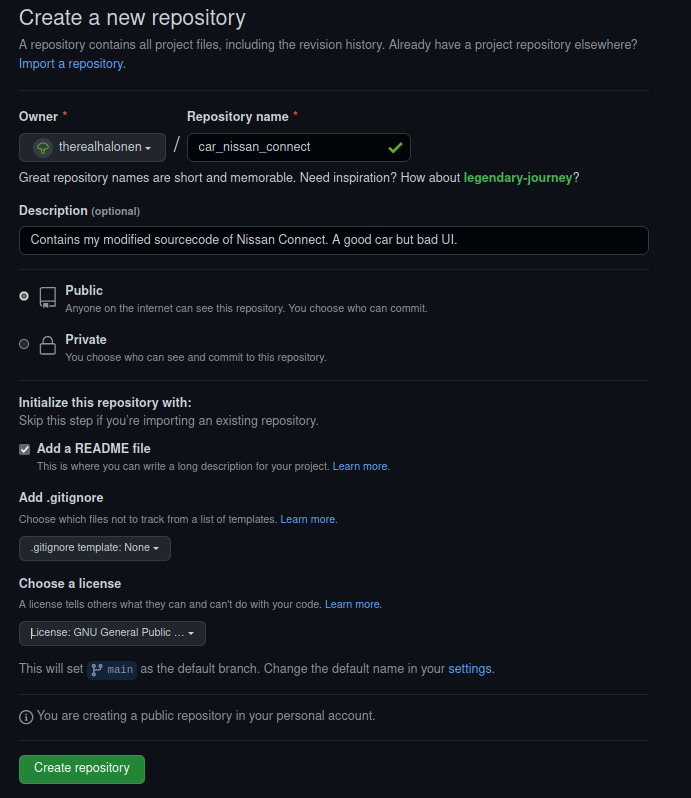 Create a new repository
A repository contains all project files, including the revision history. Already have a project repository elsewhere?
Import a repository.
Owner * Repository name *
therealhalonen / car_nissan_connect
Great repository names are short and memorable. Need inspiration? How about legendary-journey?
Description (optional)
Contains my modified sourcecode of Nissan Connect. A good car but bad UI.
Public
Anyone on the internet can see this repository. You choose who can commit.
Private
You choose who can see and commit to this repository.
Initialize this repository with:
Skip this step if you're importing an existing repository.
Add a README file
This is where you can write a long description for your project. Learn more.
Add .gitignore
Choose which files not to track from a list of templates. Learn more.
.gitignore template: None
Choose a license
A license tells others what they can and can't do with your code. Learn more.
License: GNU General Public ...
This will set main as the default branch. Change the default name in your settings.
You are creating a public repository in your personal account.
Create repository